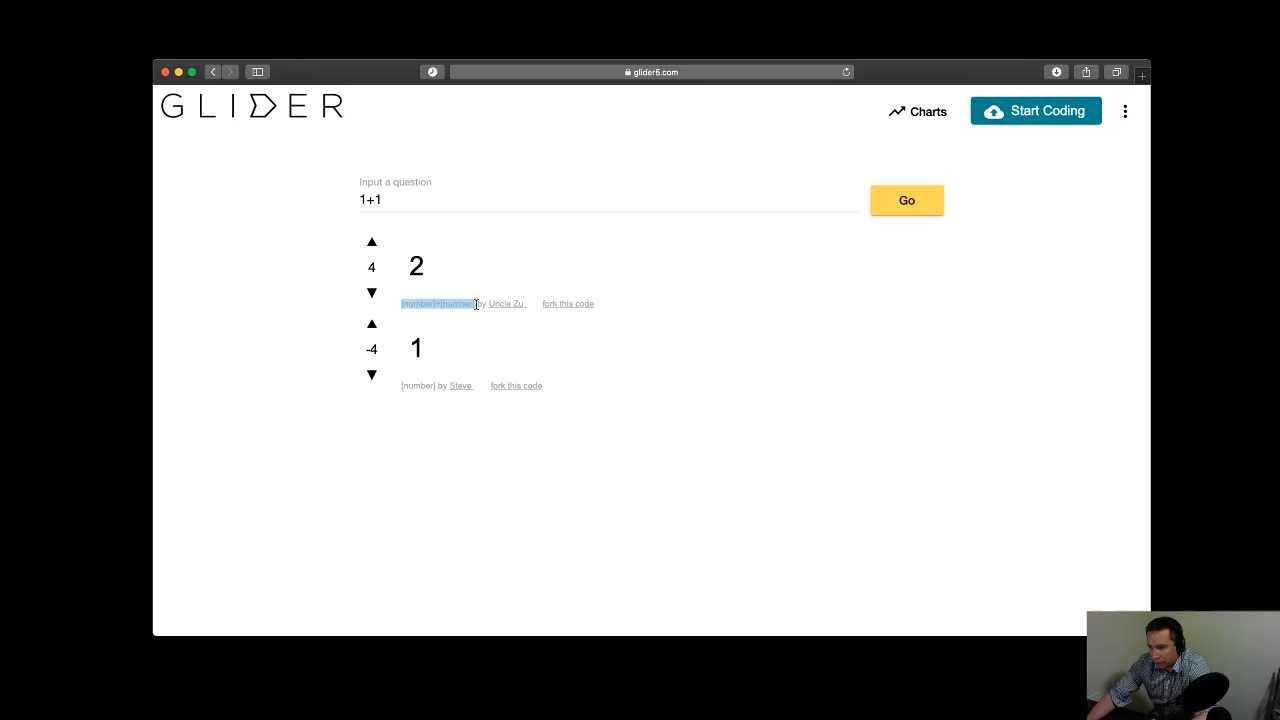 glider5.com
GLIDER
Charts
Start Coding
Input a question
1+1
Go
4
2
[number]+[number] by Uncle Zu fork this code
-4
1
[number] by Steve fork this code